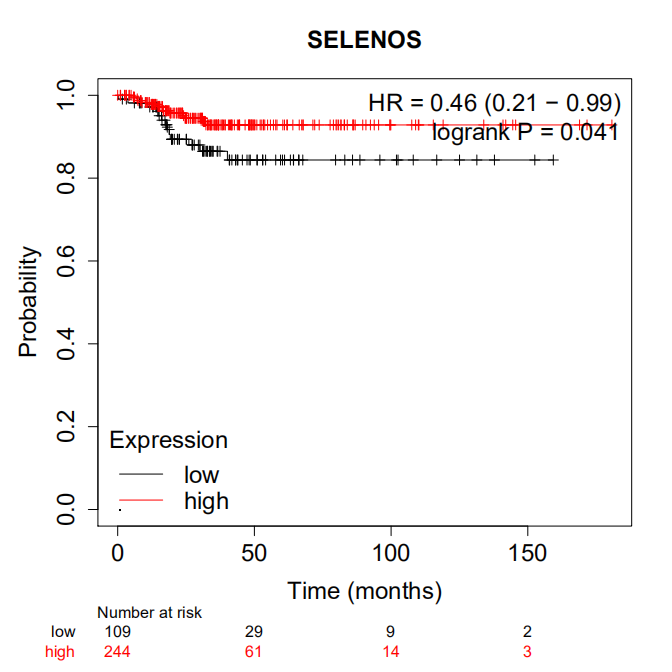 SELENOS
HR = 0.46 (0.21 − 0.99)
logrank P = 0.041
Probability
1.0
0.8
0.6
0.4
0.2
0.0
Expression
low
high
0 50 100 150
Time (months)
Number at risk
low 109 29 9 2
high 244 61 14 3